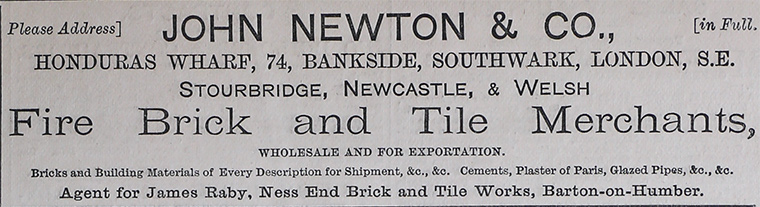 Please Address] JOHN NEWTON & CO., [in Full.
HONDURAS WHARF, 74, BANKSIDE, SOUTHWARK, LONDON, S.E.
STOURBRIDGE, NEWCASTLE, & WELSH
Fire Brick and Tile Merchants,
WHOLESALE AND FOR EXPORTATION.
Bricks and Building Materials of Every Description for Shipment, &c., &c. Cements, Plaster of Paris, Glazed Pipes, &c., &c.
Agent for James Raby, Ness End Brick and Tile Works, Barton-on-Humber.